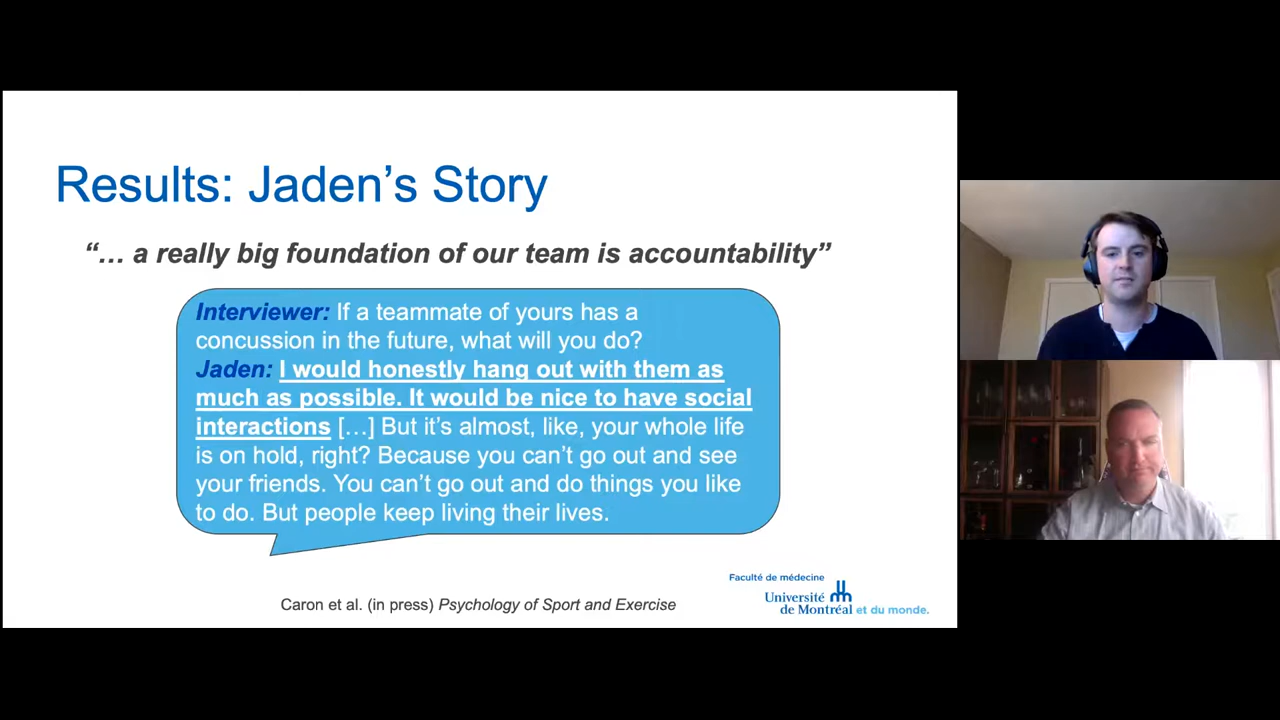 Results: Jaden’s Story
“… a really big foundation of our team is accountability”
Interviewer: If a teammate of yours has a
concussion in the future, what will you do?
Jaden: I would honestly hang out with them as
much as possible. It would be nice to have social
interactions […] But it’s almost, like, your whole life
is on hold, right? Because you can’t go out and see
your friends. You can’t go out and do things you like
to do. But people keep living their lives.
Caron et al. (in press) Psychology of Sport and Exercise
Faculté de médecine
Université
de Montréal et du monde.